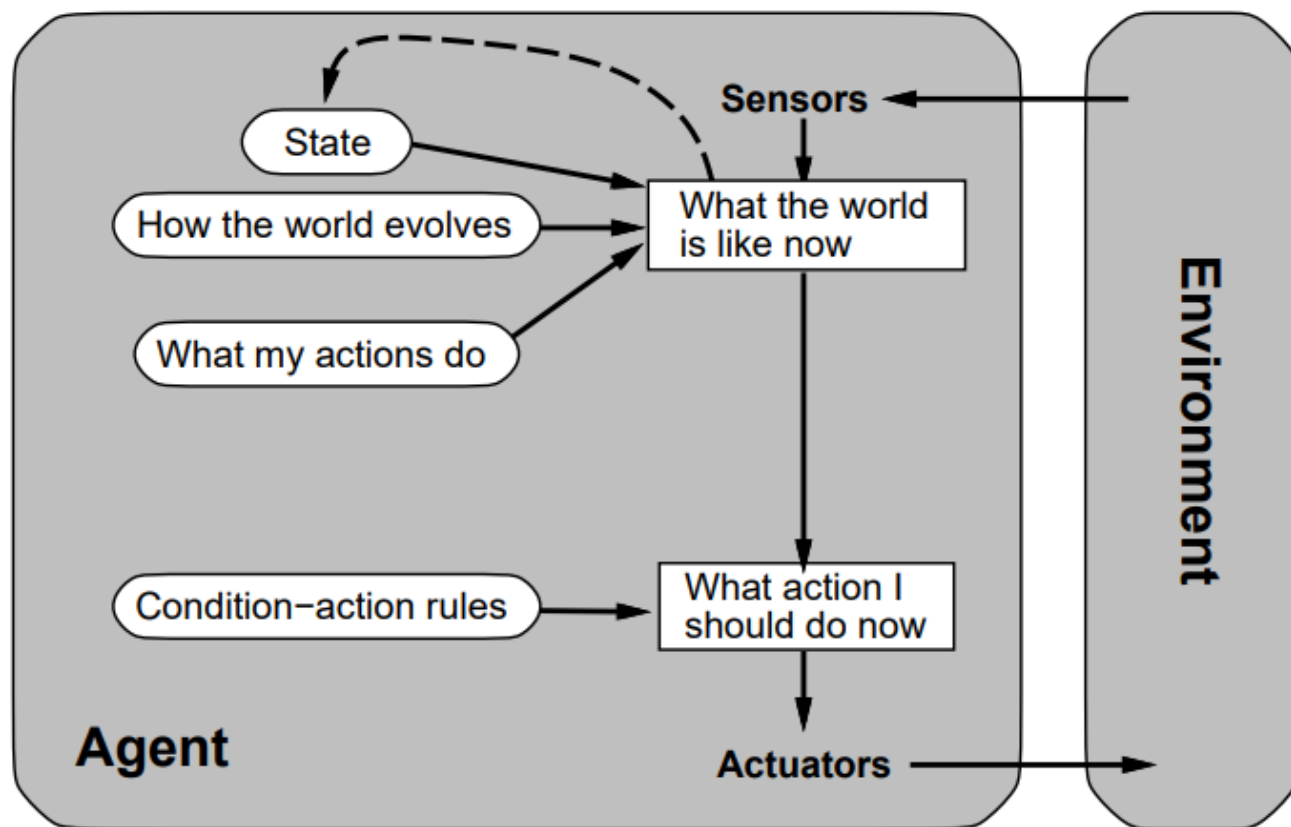 Sensors
State
What the world
is like now
How the world evolves
What my actions do
Environment
Condition−action rules
What action I
should do now
Agent
Actuators